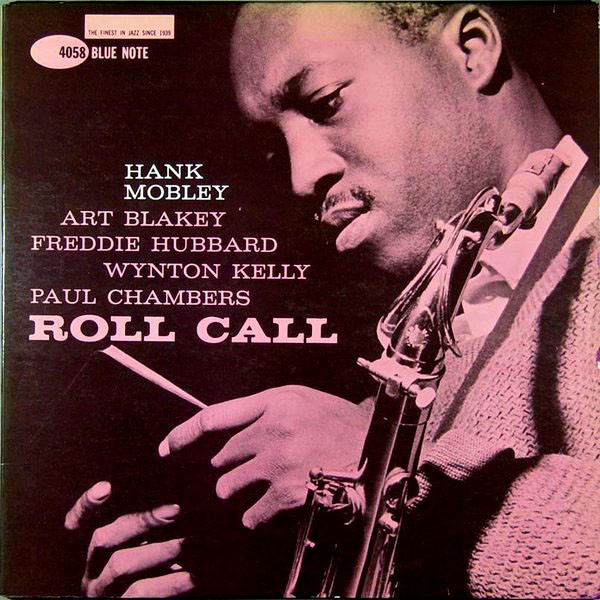 THE FINEST IN JAZZ SINCE 1939
4058 BLUE NOTE
HANK
MOBLEY
ART BLAKEY
FREDDIE HUBBARD
WYNTON KELLY
PAUL CHAMBERS
ROLL CALL